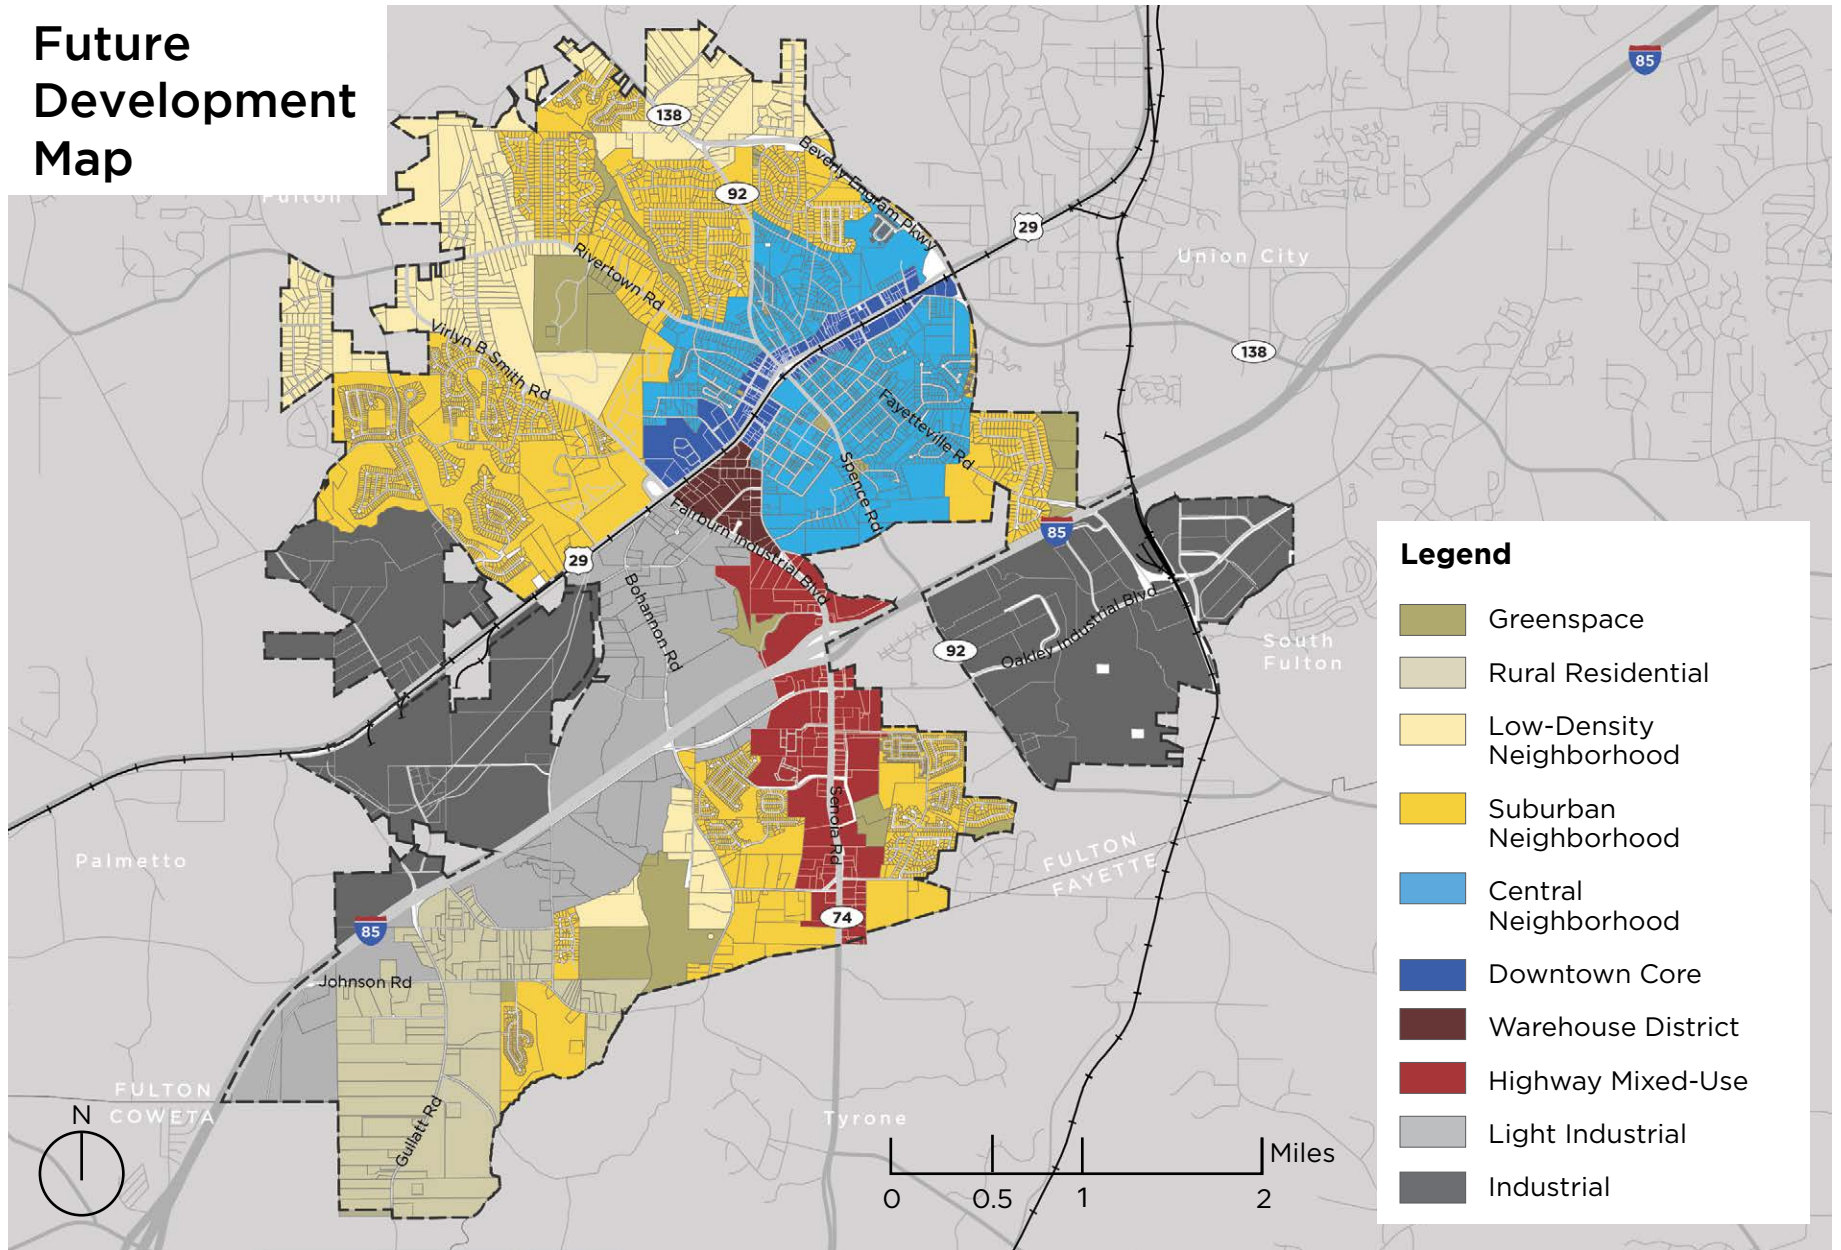 Future
Development
Map
Fulton
138
Beverly Engram Pkwy
92
29
85
Union City
Rivertown Rd
Virlyn B Smith Rd
138
Fayetteville Rd
Spence Rd
Fairburn Industrial Blvd
85
29
Bohannon Rd
92
Oakley Industrial Blvd
South
Fulton
Senoia Rd
Palmetto
FULTON
FAYETTE
74
85
Johnson Rd
FULTON
COWETA
Gullatt Rd
Tyrone
N
Miles
0 0.5 1 2
Legend
Greenspace
Rural Residential
Low-Density
Neighborhood
Suburban
Neighborhood
Central
Neighborhood
Downtown Core
Warehouse District
Highway Mixed-Use
Light Industrial
Industrial